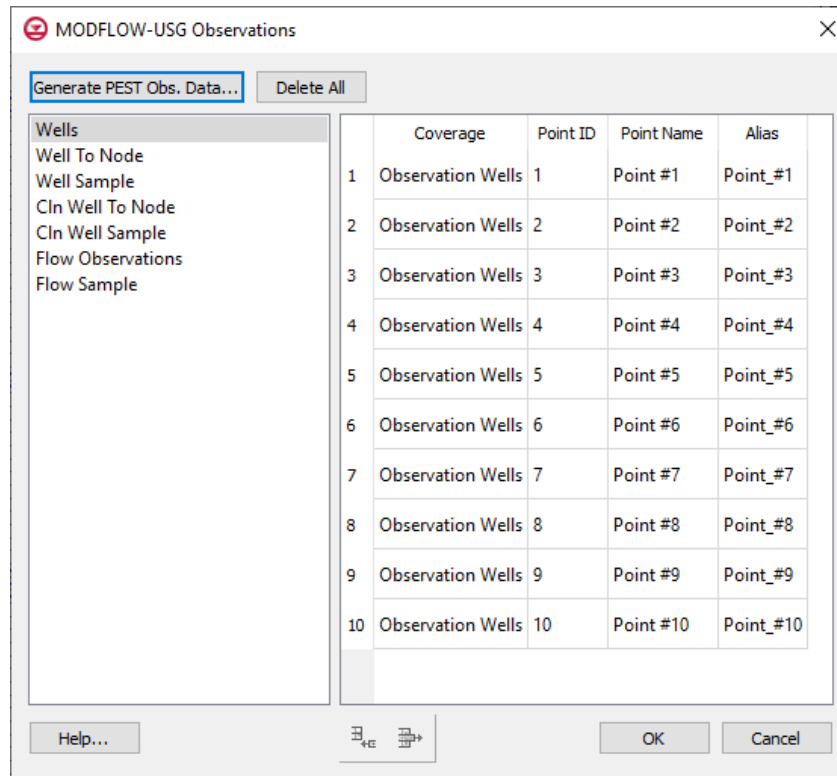 MODFLOW-USG Observations
Generate PEST Obs. Data... Delete All
Wells
Well To Node
Well Sample
Cln Well To Node
Cln Well Sample
Flow Observations
Flow Sample
Coverage Point ID Point Name Alias
1 Observation Wells 1 Point #1 Point_#1
2 Observation Wells 2 Point #2 Point_#2
3 Observation Wells 3 Point #3 Point_#3
4 Observation Wells 4 Point #4 Point_#4
5 Observation Wells 5 Point #5 Point_#5
6 Observation Wells 6 Point #6 Point_#6
7 Observation Wells 7 Point #7 Point_#7
8 Observation Wells 8 Point #8 Point_#8
9 Observation Wells 9 Point #9 Point_#9
10 Observation Wells 10 Point #10 Point_#10
Help... OK Cancel